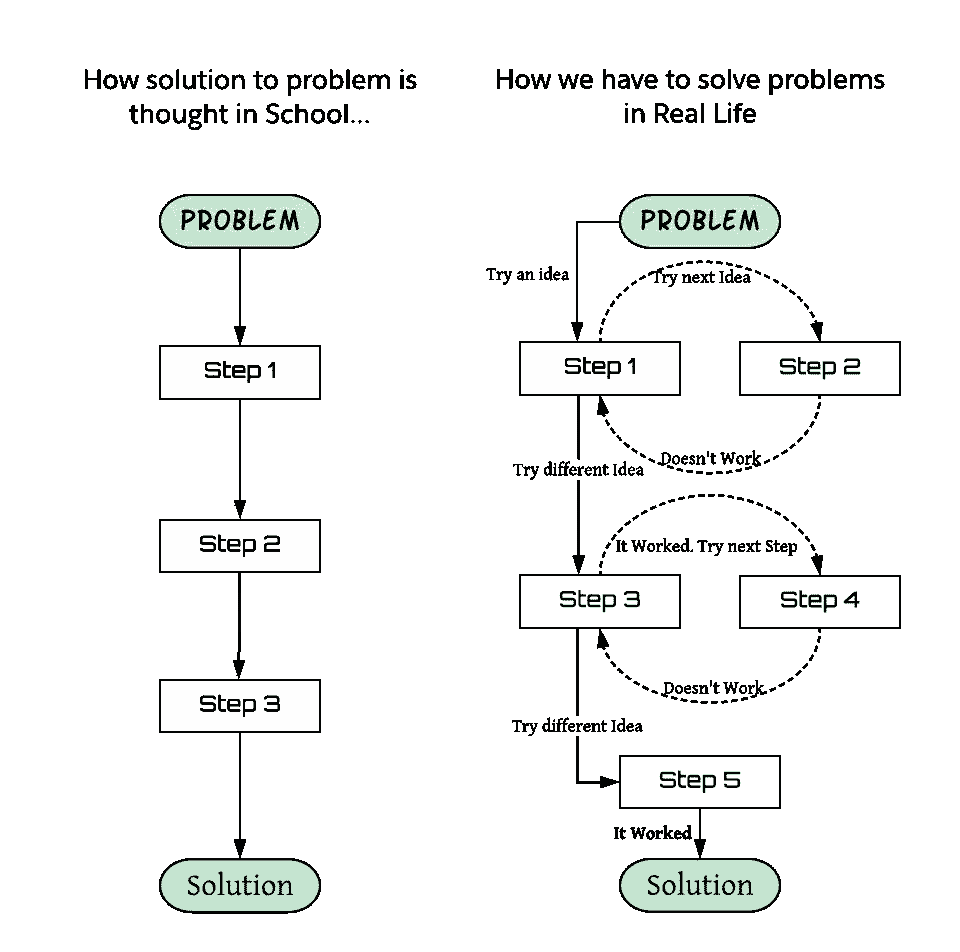 How solution to problem is
thought in School...
PROBLEM
Step 1
Step 2
Step 3
Solution
How we have to solve problems
in Real Life
PROBLEM
Try an idea
Try next Idea
Step 1
Step 2
Doesn't Work
Try different Idea
It Worked. Try next Step
Step 3
Step 4
Doesn't Work
Try different Idea
Step 5
It Worked
Solution